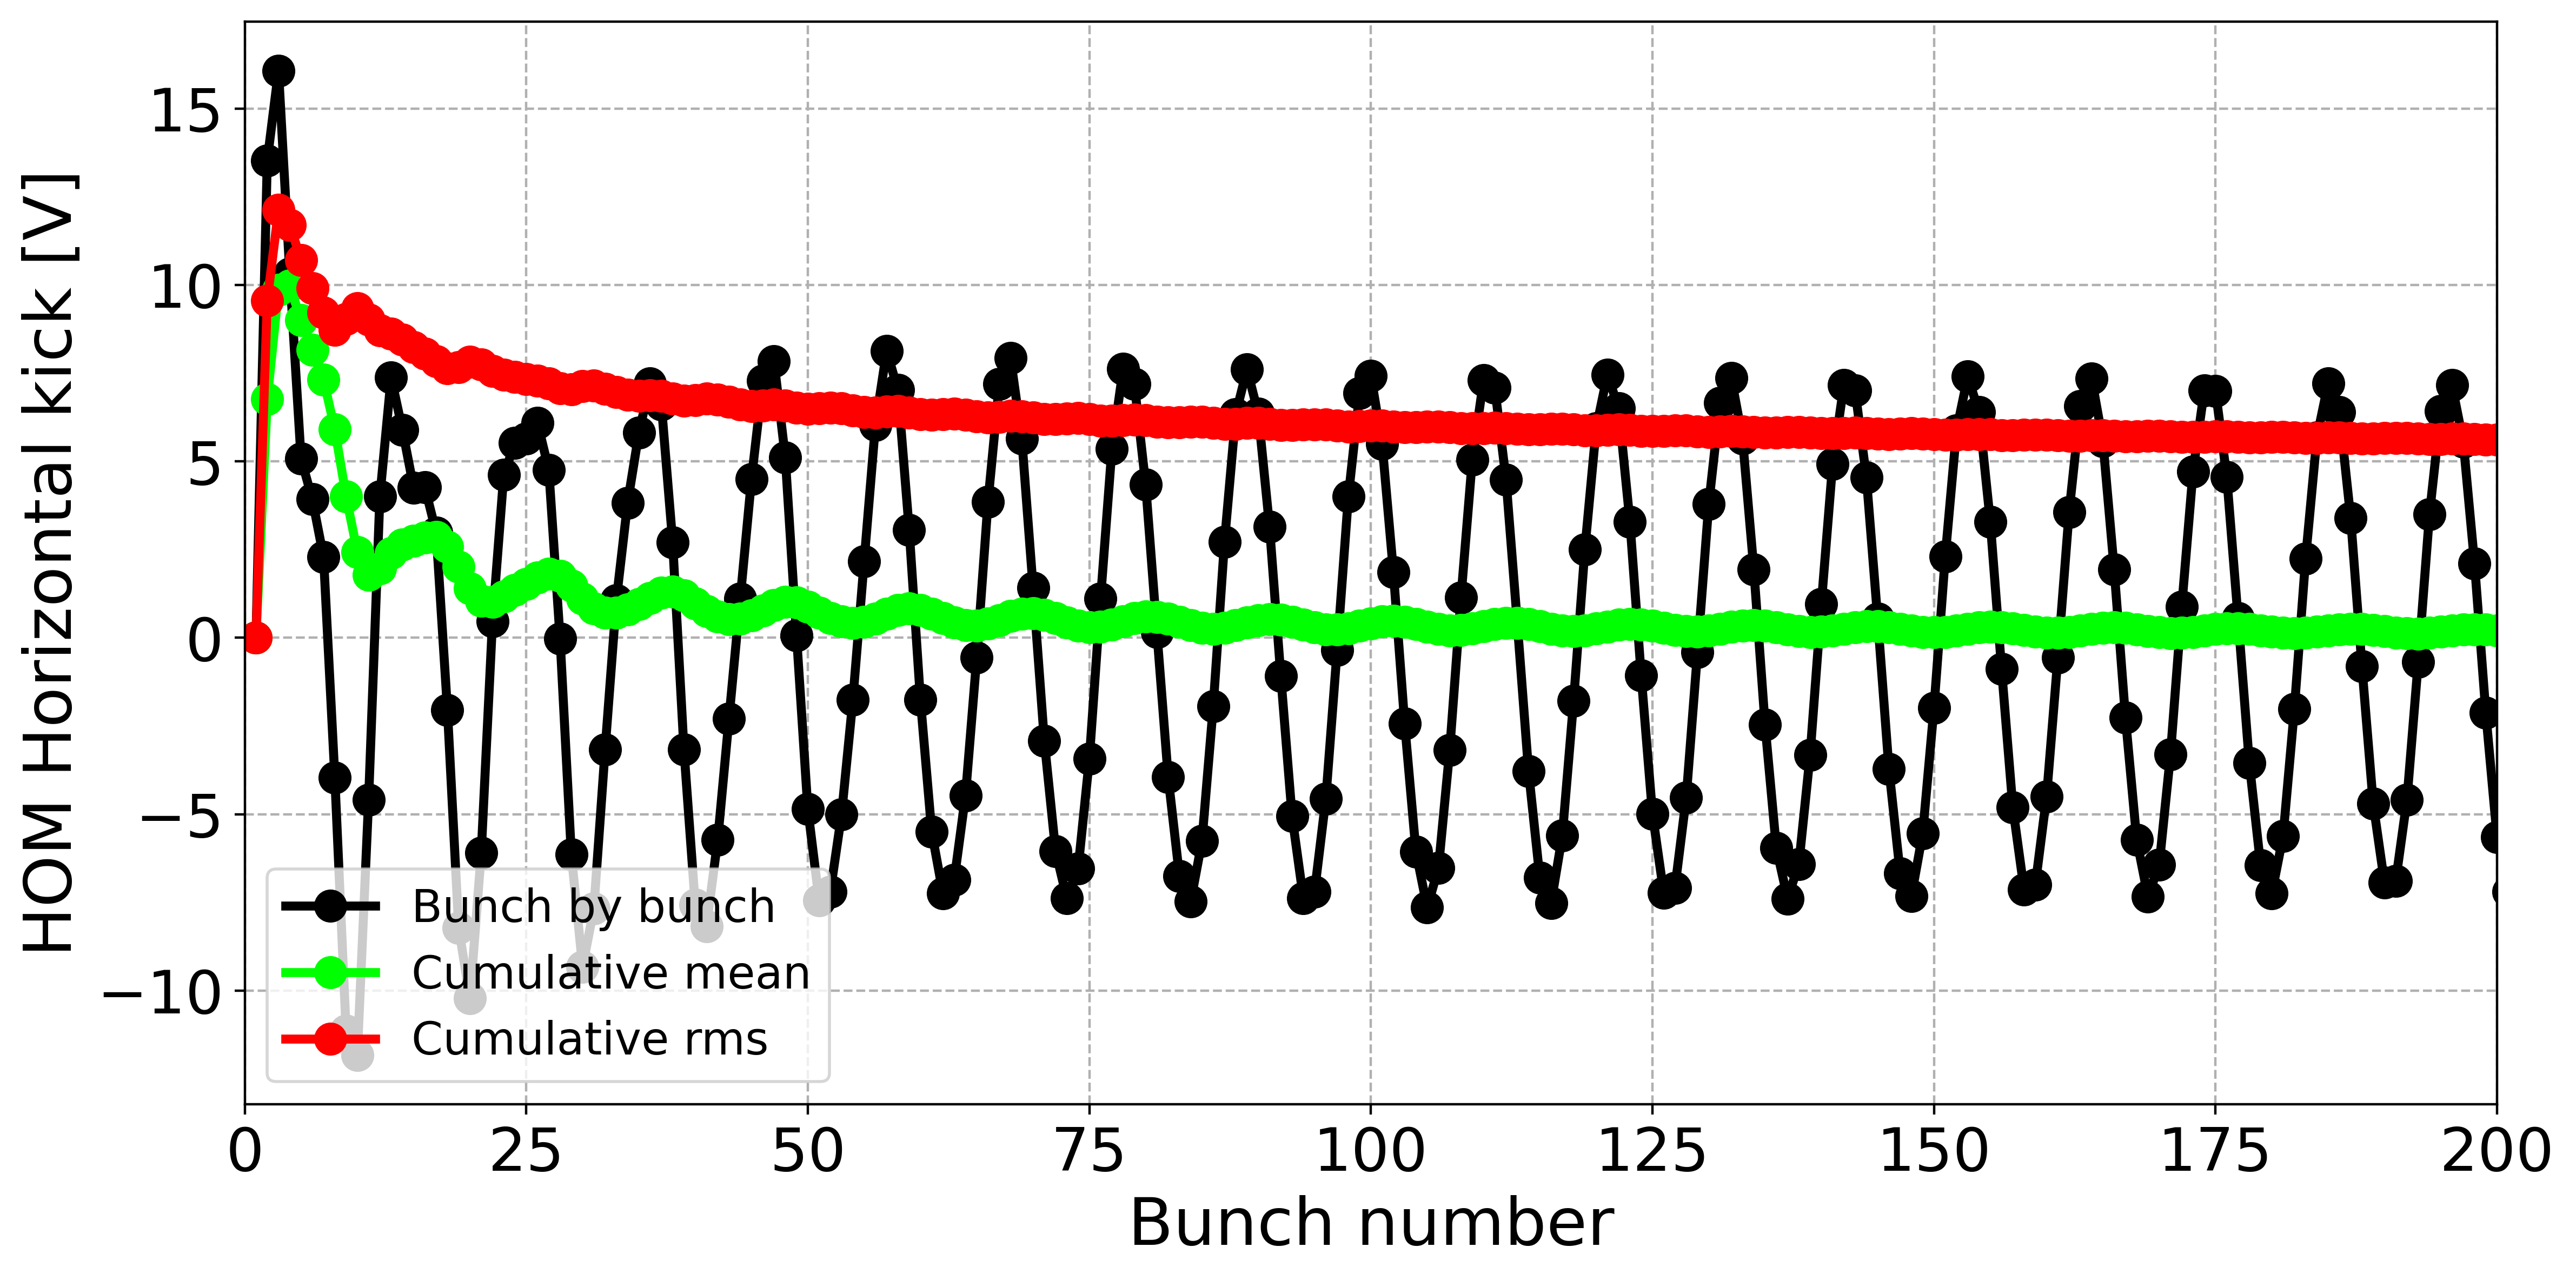 HOM Horizontal kick [V]
15
10
5
0
−5
−10
Bunch by bunch
Cumulative mean
Cumulative rms
0 25 50 75 100 125 150 175 200
Bunch number